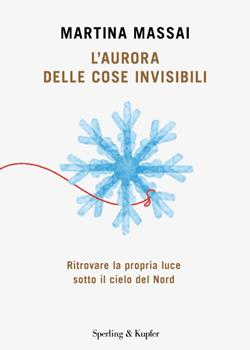 MARTINA MASSAI
L'AURORA
DELLE COSE INVISIBILI
Ritrovare la propria luce
sotto il cielo del Nord
Sperling & Kupfer